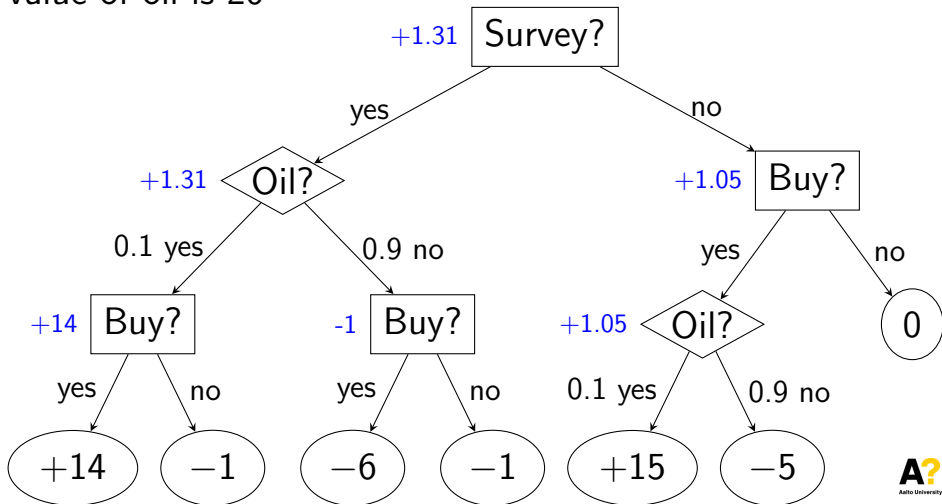 value of oil is 20
+1.31 Survey?
yes no
+1.31 Oil? +1.05 Buy?
0.1 yes 0.9 no yes no
+14 Buy? -1 Buy? +1.05 Oil? 0
yes no yes no 0.1 yes 0.9 no
+14 −1 −6 −1 +15 −5
A?
Aalto University